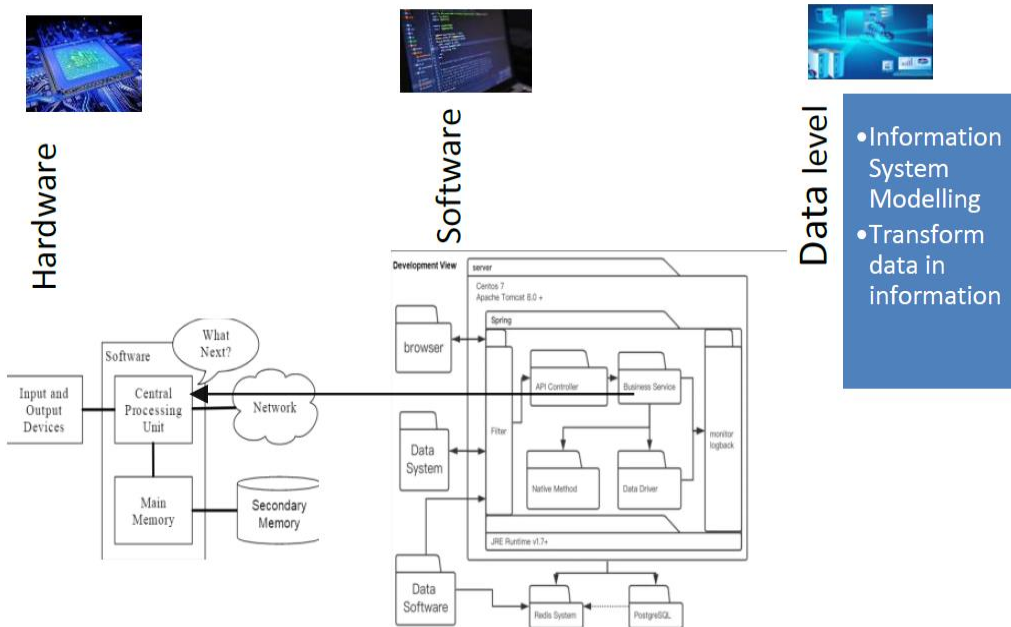 Hardware
Software
Data level
•Information
System
Modelling
•Transform
data in
information
What
Next?
Software
Input and
Output
Devices
Central
Processing
Unit
Network
Main
Memory
Secondary
Memory
Development View
server
Centos 7
Apache Tomcat 8.0 +
Spring
browser
API Controller
Business Service
Filter
monitor
logback
Data
System
Native Method
Data Driver
JRE Runtime v1.7+
Data
Software
Redis System
PostgreSQL